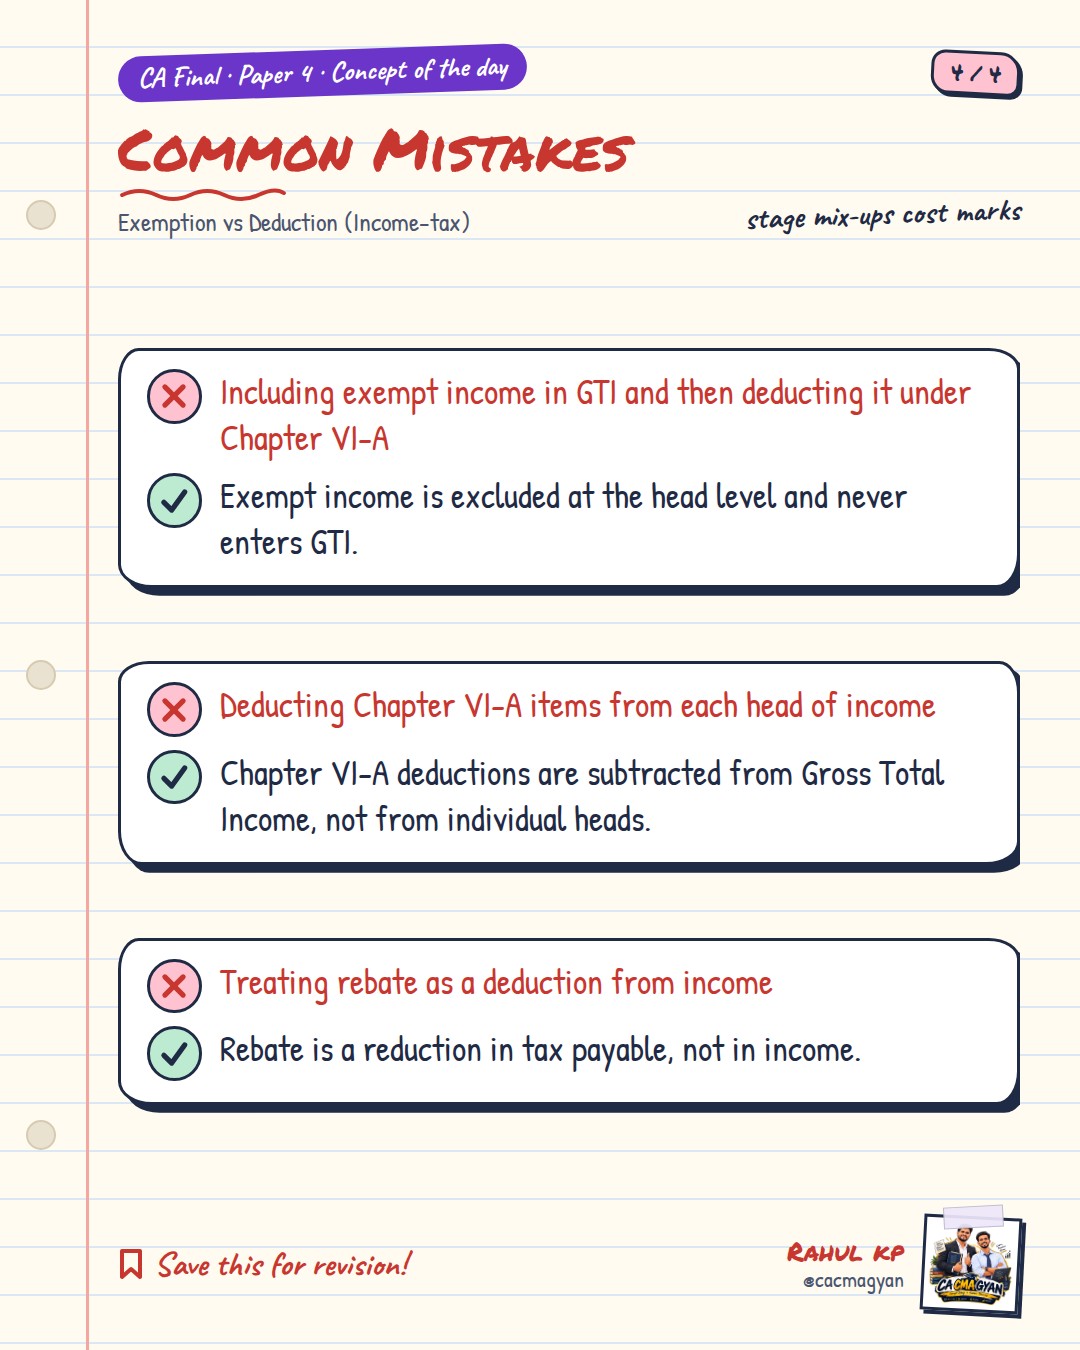 CA Final · Paper 4 · Concept of the day
4 / 4
Common Mistakes
Exemption vs Deduction (Income-tax)
stage mix-ups cost marks
Including exempt income in GTI and then deducting it under
Chapter VI-A
Exempt income is excluded at the head level and never
enters GTI.
Deducting Chapter VI-A items from each head of income
Chapter VI-A deductions are subtracted from Gross Total
Income, not from individual heads.
Treating rebate as a deduction from income
Rebate is a reduction in tax payable, not in income.
Save this for revision!
Rahul KP
@cacmagyan
CA CMA GYAN